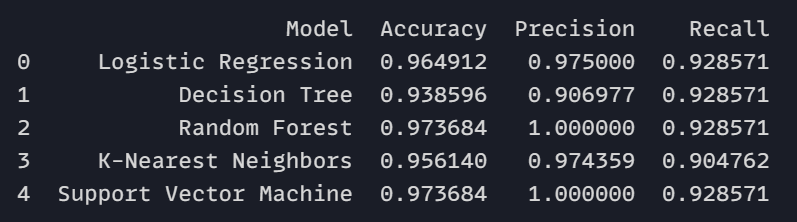 Model Accuracy Precision Recall
0 Logistic Regression 0.964912 0.975000 0.928571
1 Decision Tree 0.938596 0.906977 0.928571
2 Random Forest 0.973684 1.000000 0.928571
3 K-Nearest Neighbors 0.956140 0.974359 0.904762
4 Support Vector Machine 0.973684 1.000000 0.928571